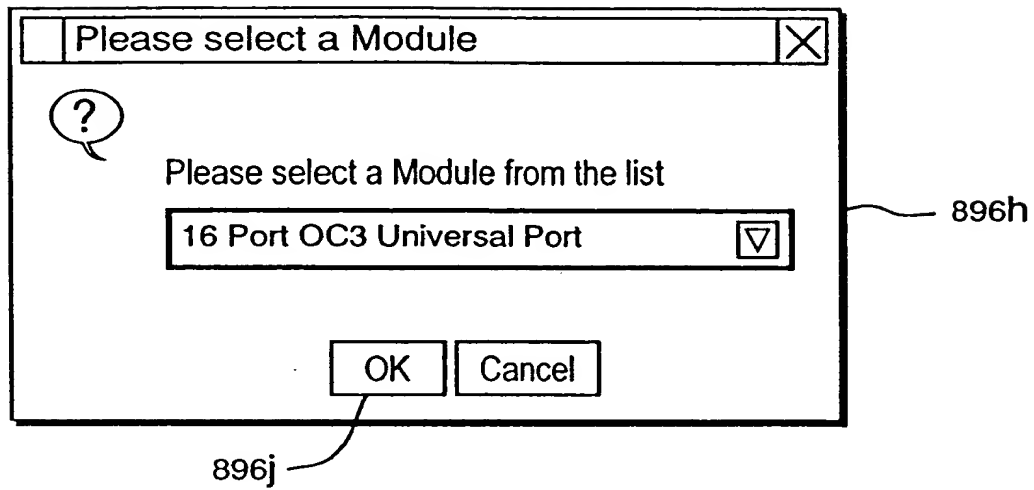 Please select a Module
?
Please select a Module from the list
16 Port OC3 Universal Port
896h
OK Cancel
896j